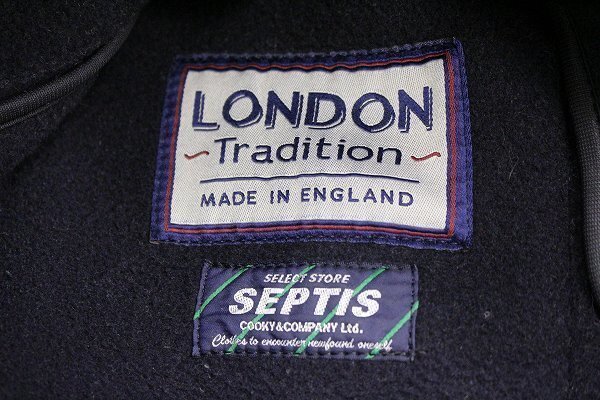 LONDON
~Tradition~
MADE IN ENGLAND
SELECT STORE
SEPTIS
COOKY&COMPANY Ltd.
Clothes to encounter newfound oneself